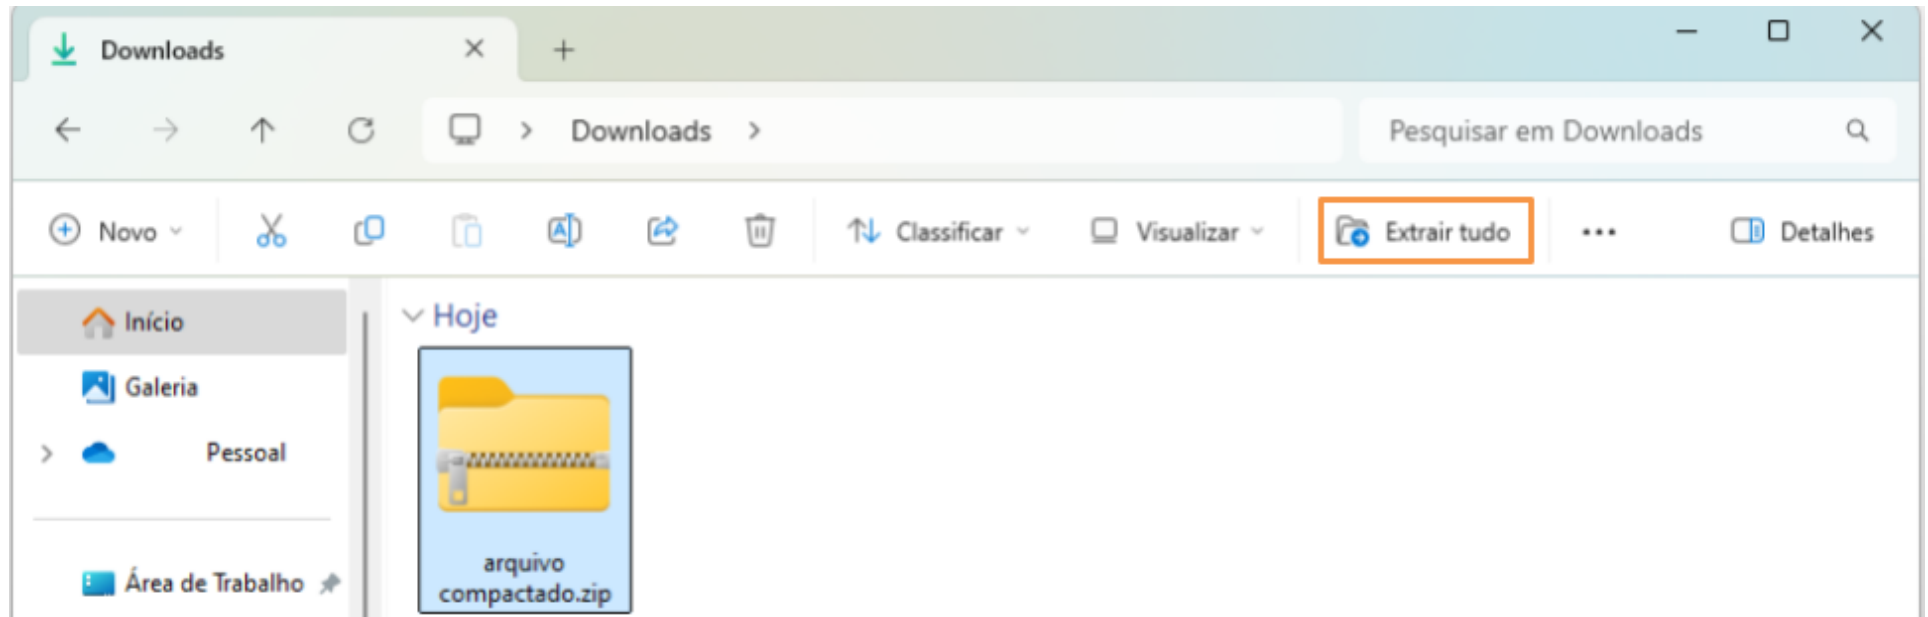 Downloads
Downloads
Pesquisar em Downloads
Novo
Classificar
Visualizar
Extrair tudo
Detalhes
Início
Galeria
Pessoal
Área de Trabalho
Hoje
arquivo
compactado.zip